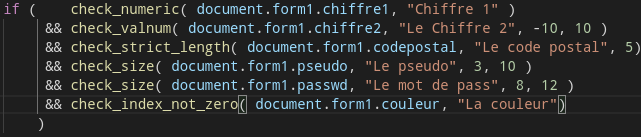 if (    check_numeric( document.form1.chiffre1, "Chiffre 1" )
&& check_valnum( document.form1.chiffre2, "Le Chiffre 2", -10, 10 )
&& check_strict_length( document.form1.codepostal, "Le code postal", 5)
&& check_size( document.form1.pseudo, "Le pseudo", 3, 10 )
&& check_size( document.form1.passwd, "Le mot de pass", 8, 12 )
&& check_index_not_zero( document.form1.couleur, "La couleur")
)